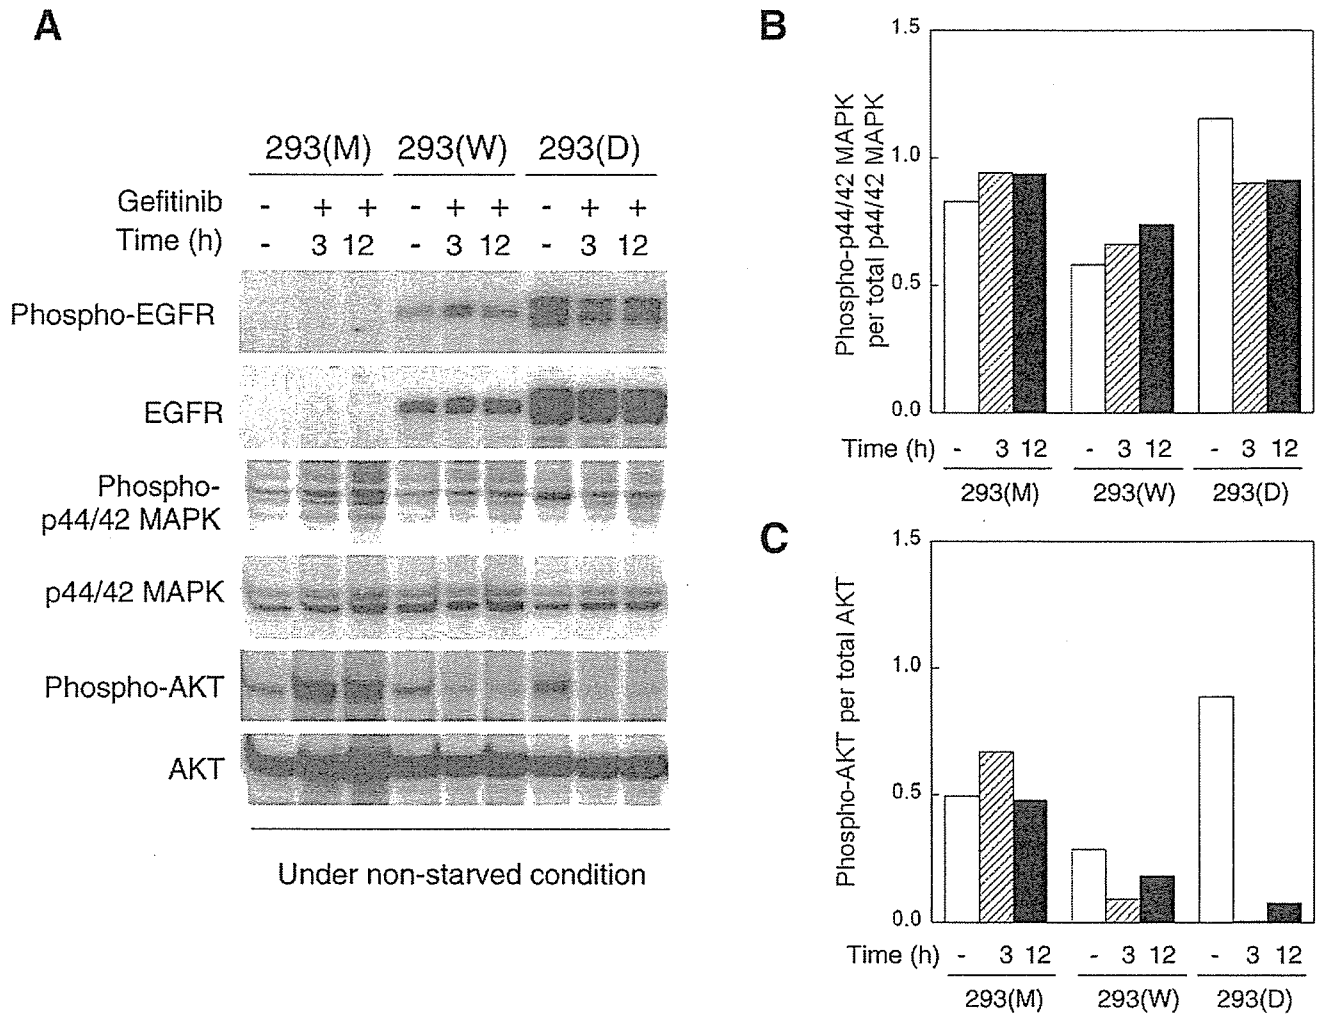 A
293(M) 293(W) 293(D)
Gefitinib - + + - + + - + +
Time (h) - 3 12 - 3 12 - 3 12
Phospho-EGFR
EGFR
Phospho-
p44/42 MAPK
p44/42 MAPK
Phospho-AKT
AKT
Under non-starved condition
B
Phospho-p44/42 MAPK
per total p44/42 MAPK
1.5
1.0
0.5
0.0
Time (h) - 3 12 - 3 12 - 3 12
293(M) 293(W) 293(D)
C
Phospho-AKT per total AKT
1.5
1.0
0.5
0.0
Time (h) - 3 12 - 3 12 - 3 12
293(M) 293(W) 293(D)